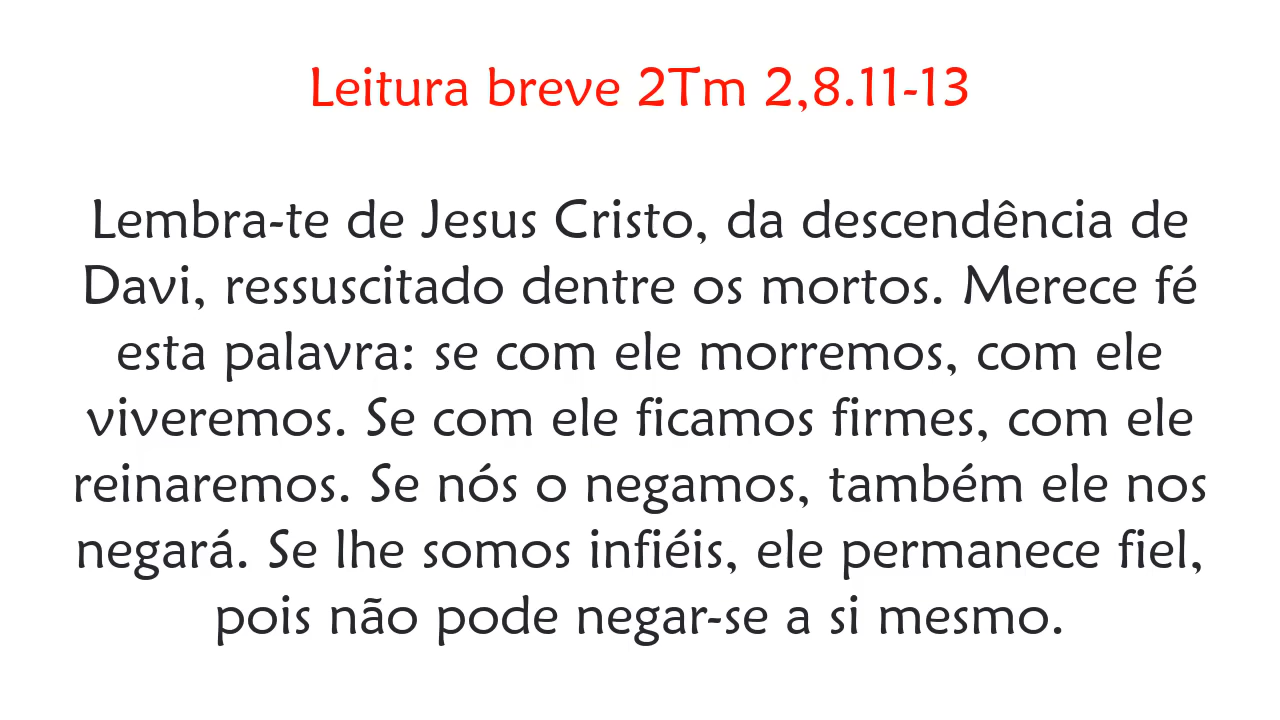 Leitura breve 2Tm 2,8.11-13
Lembra-te de Jesus Cristo, da descendência de
Davi, ressuscitado dentre os mortos. Merece fé
esta palavra: se com ele morremos, com ele
viveremos. Se com ele ficamos firmes, com ele
reinaremos. Se nós o negamos, também ele nos
negará. Se lhe somos infiéis, ele permanece fiel,
pois não pode negar-se a si mesmo.